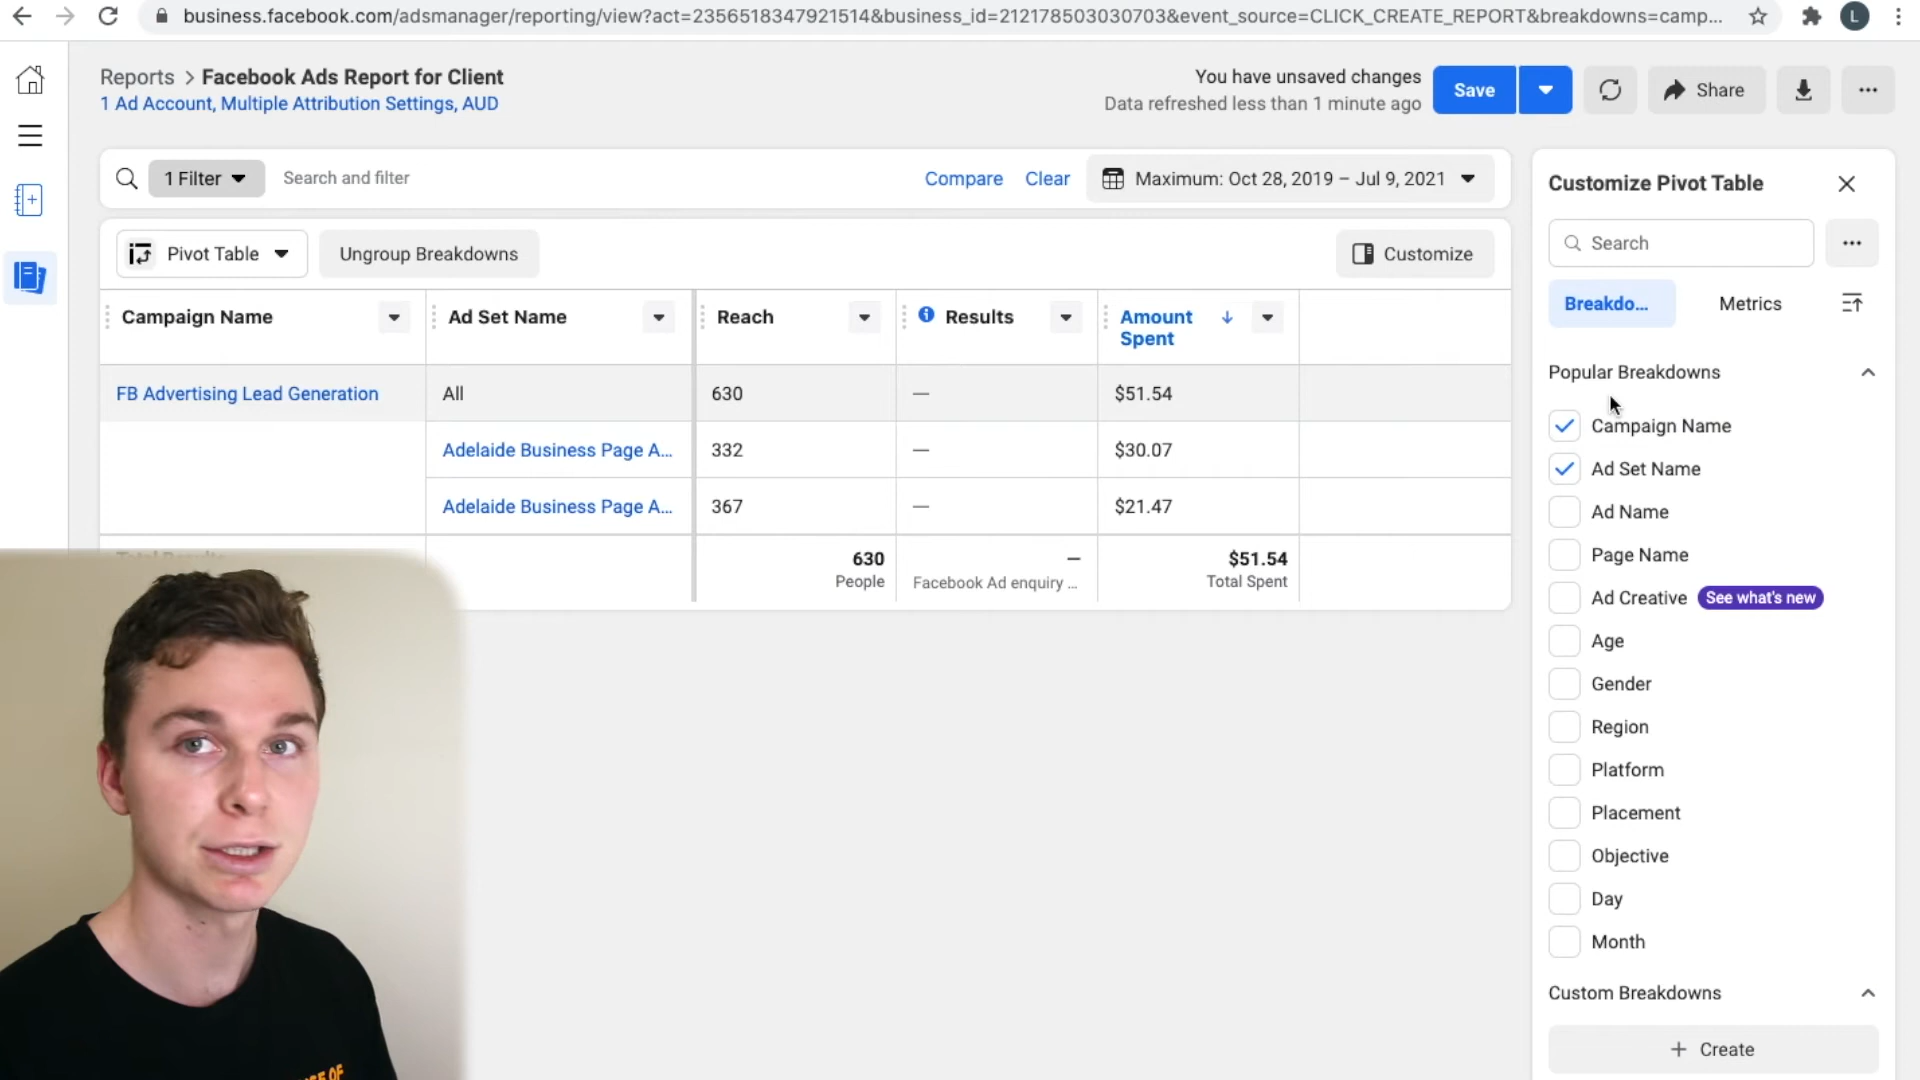 business.facebook.com/adsmanager/reporting/view?act=2356518347921514&business_id=212178503030703&event_source=CLICK_CREATE_REPORT&breakdowns=camp...
L
Reports > Facebook Ads Report for Client
1 Ad Account, Multiple Attribution Settings, AUD
You have unsaved changes
Data refreshed less than 1 minute ago
Save
Share
1 Filter
Search and filter
Compare
Clear
Maximum: Oct 28, 2019 – Jul 9, 2021
Pivot Table
Ungroup Breakdowns
Customize
Campaign Name
Ad Set Name
Reach
Results
Amount
Spent
FB Advertising Lead Generation
All
630
—
$51.54
Adelaide Business Page A...
332
—
$30.07
Adelaide Business Page A...
367
—
$21.47
Total Results
630
People
—
Facebook Ad enquiry ...
$51.54
Total Spent
Customize Pivot Table
Search
Breakdo...
Metrics
Popular Breakdowns
Campaign Name
Ad Set Name
Ad Name
Page Name
Ad Creative See what's new
Age
Gender
Region
Platform
Placement
Objective
Day
Month
Custom Breakdowns
+ Create